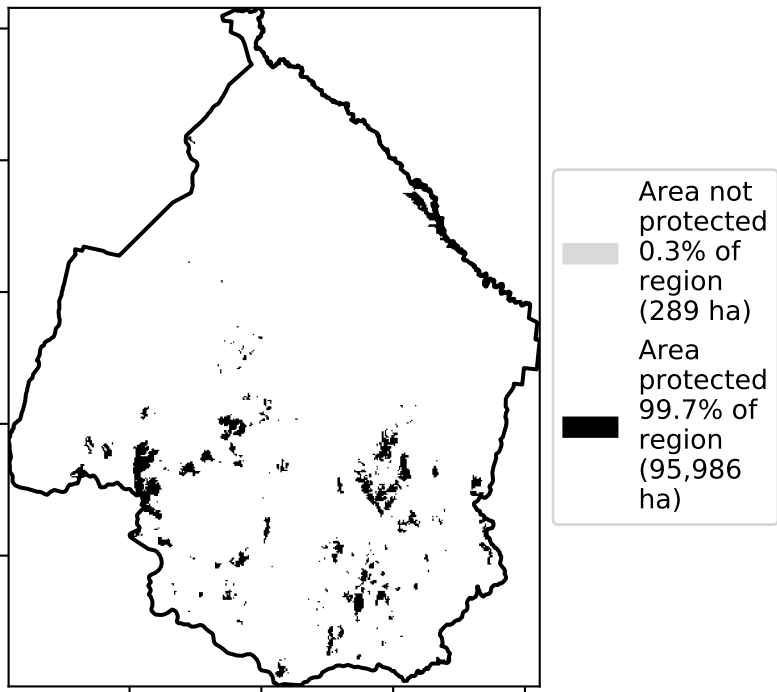 Area not
protected
0.3% of
region
(289 ha)
Area
protected
99.7% of
region
(95,986
ha)